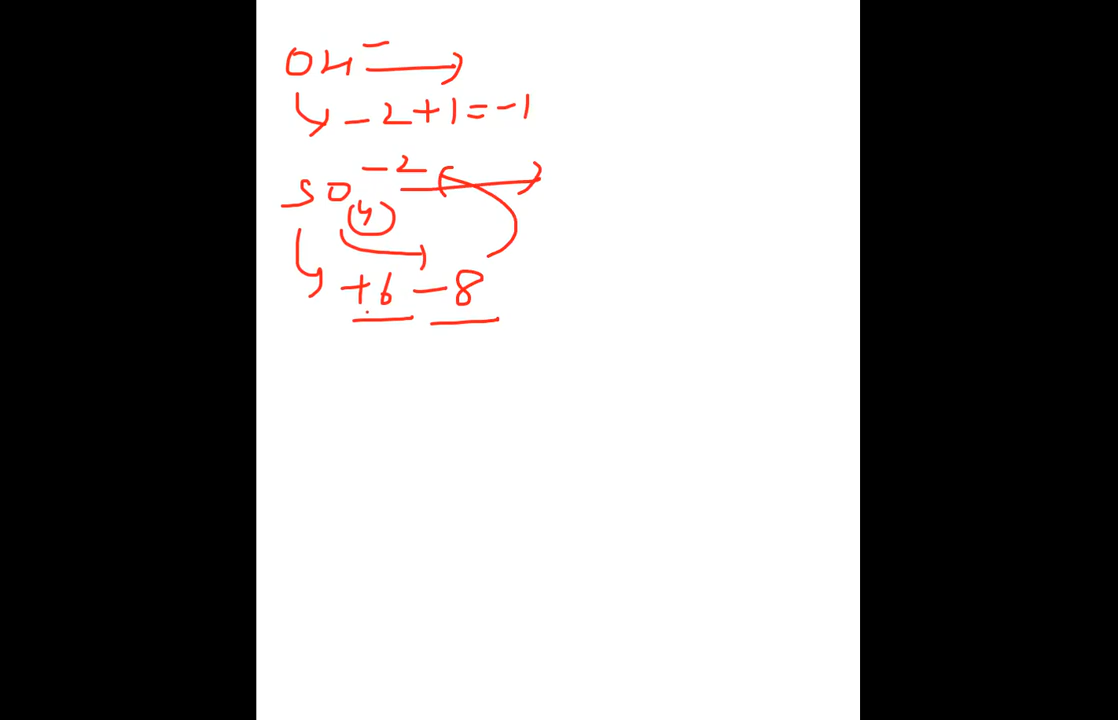 OH⁻ →
↳ -2+1=-1
SO₄⁻² →
↳ +6-8